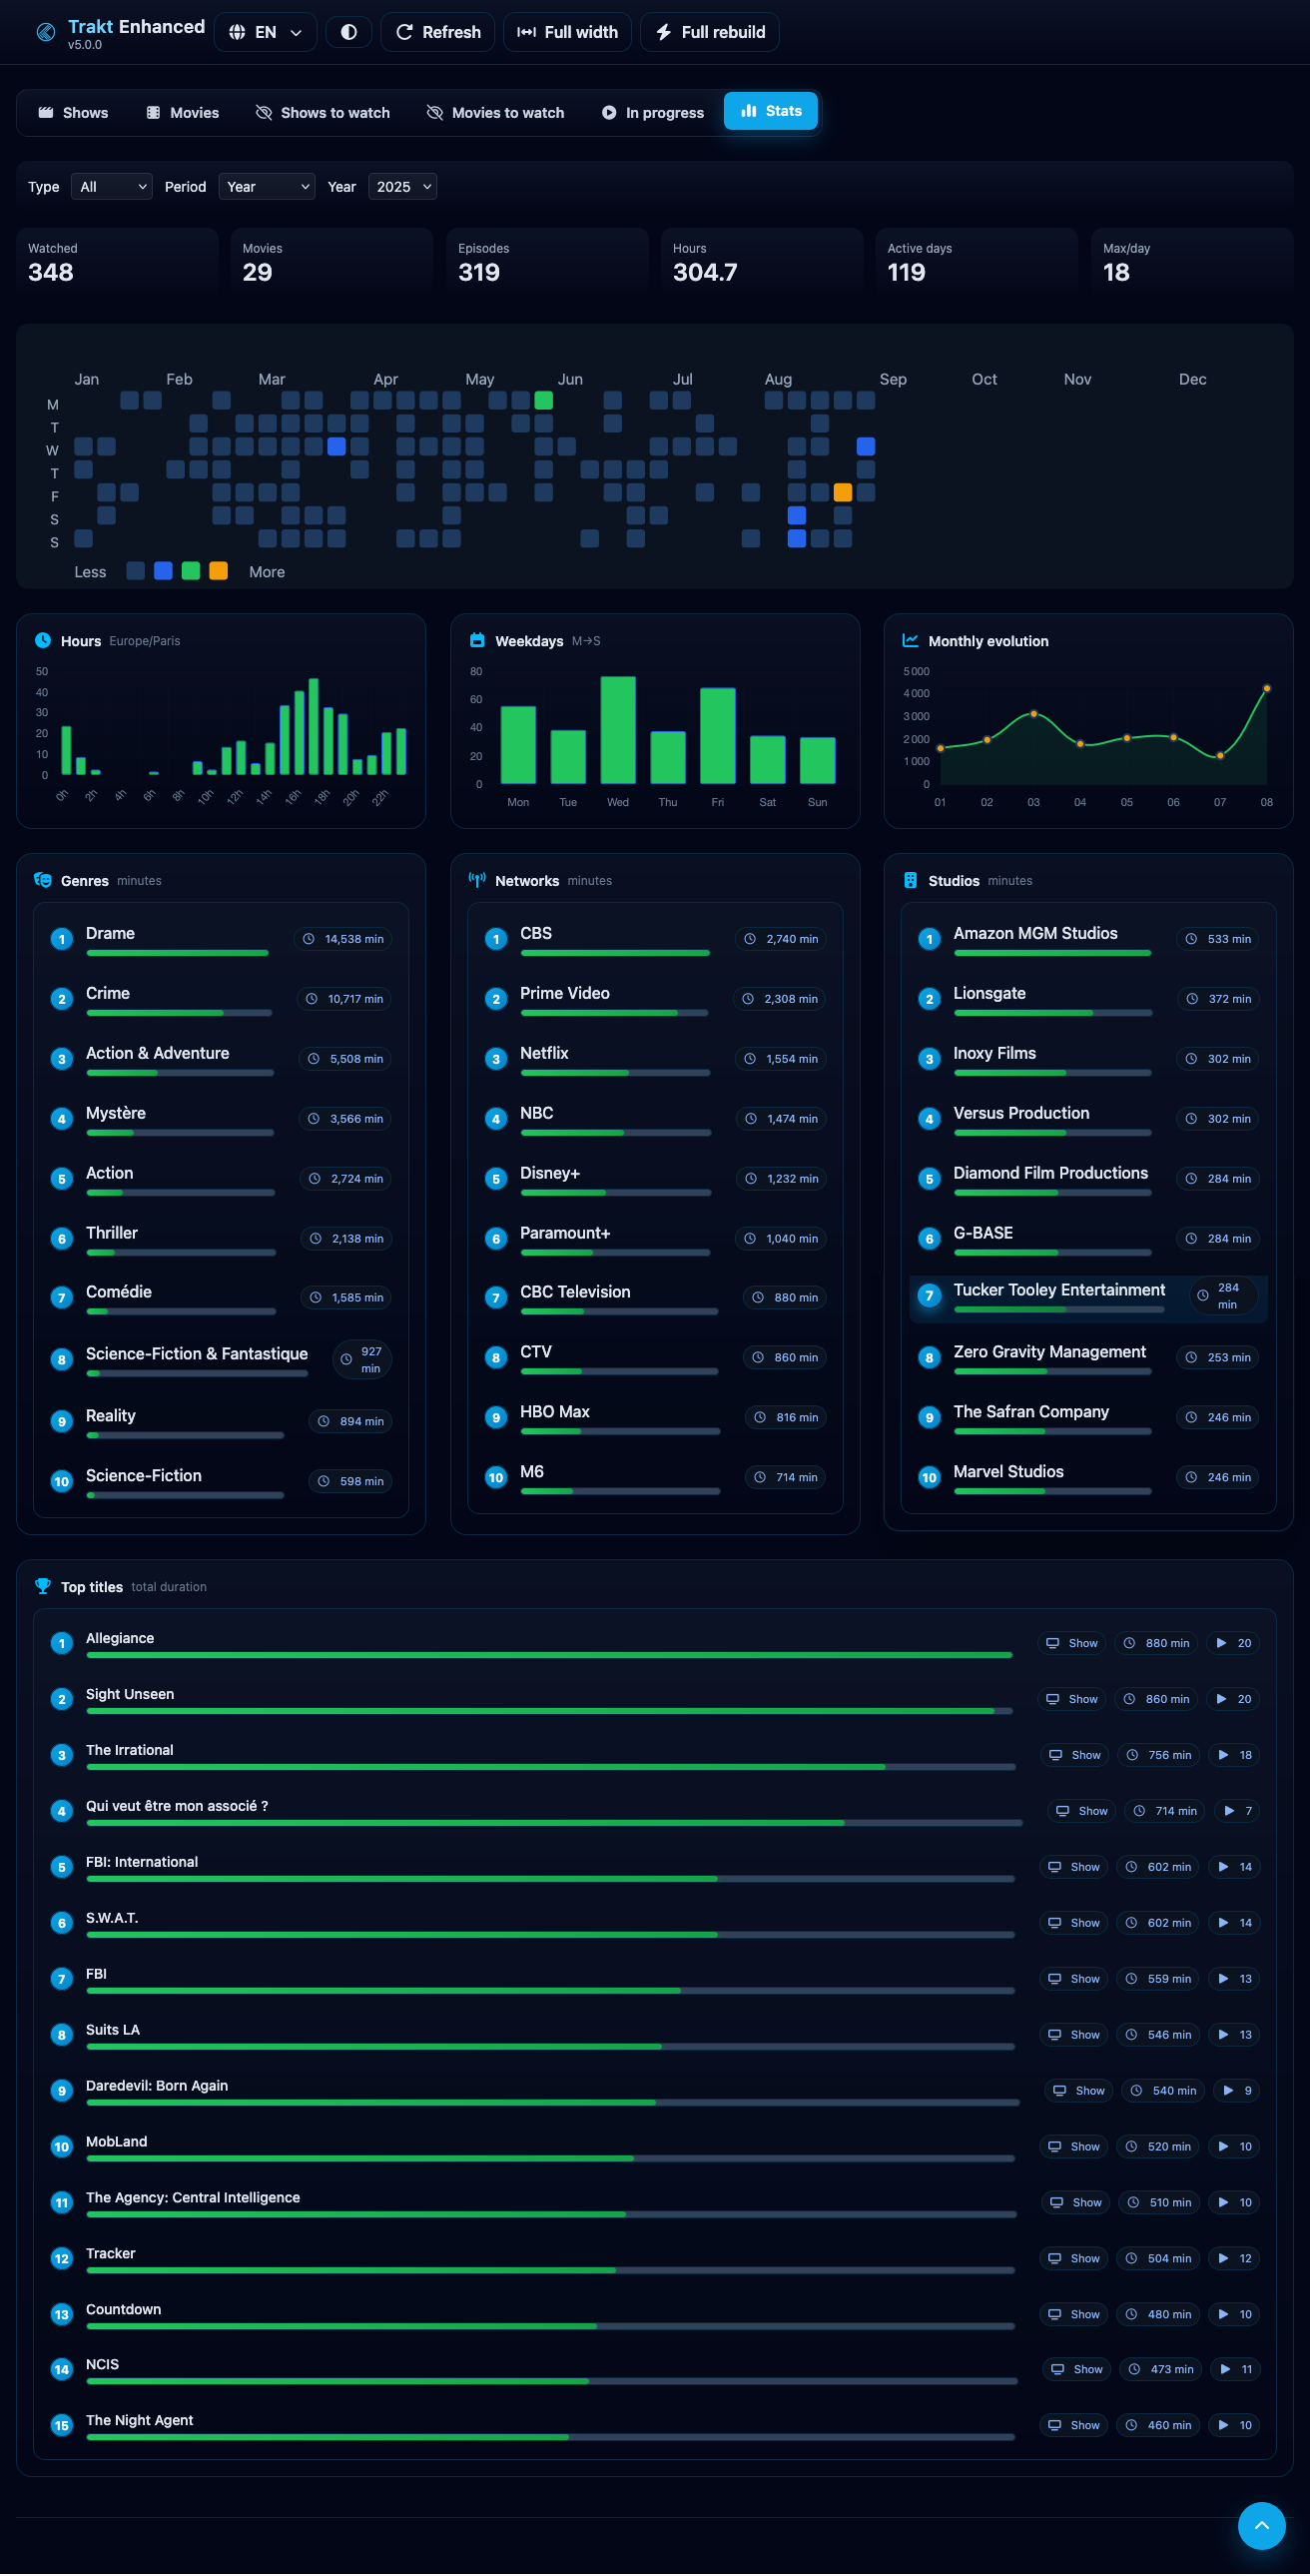 Trakt Enhanced
v5.0.0
EN
Refresh
Full width
Full rebuild
Shows
Movies
Shows to watch
Movies to watch
In progress
Stats
Type All Period Year Year 2025
Watched
348
Movies
29
Episodes
319
Hours
304.7
Active days
119
Max/day
18
Jan Feb Mar Apr May Jun Jul Aug Sep Oct Nov Dec
M
T
W
T
F
S
S
Less More
Hours Europe/Paris
50
40
30
20
10
0
0h 2h 4h 6h 8h 10h 12h 14h 16h 18h 20h 22h
Weekdays M→S
80
60
40
20
0
Mon Tue Wed Thu Fri Sat Sun
Monthly evolution
5 000
4 000
3 000
2 000
1 000
0
01 02 03 04 05 06 07 08
Genres minutes
1 Drame 14,538 min
2 Crime 10,717 min
3 Action & Adventure 5,508 min
4 Mystère 3,566 min
5 Action 2,724 min
6 Thriller 2,138 min
7 Comédie 1,585 min
8 Science-Fiction & Fantastique 927 min
9 Reality 894 min
10 Science-Fiction 598 min
Networks minutes
1 CBS 2,740 min
2 Prime Video 2,308 min
3 Netflix 1,554 min
4 NBC 1,474 min
5 Disney+ 1,232 min
6 Paramount+ 1,040 min
7 CBC Television 880 min
8 CTV 860 min
9 HBO Max 816 min
10 M6 714 min
Studios minutes
1 Amazon MGM Studios 533 min
2 Lionsgate 372 min
3 Inoxy Films 302 min
4 Versus Production 302 min
5 Diamond Film Productions 284 min
6 G-BASE 284 min
7 Tucker Tooley Entertainment 284 min
8 Zero Gravity Management 253 min
9 The Safran Company 246 min
10 Marvel Studios 246 min
Top titles total duration
1 Allegiance Show 880 min 20
2 Sight Unseen Show 860 min 20
3 The Irrational Show 756 min 18
4 Qui veut être mon associé ? Show 714 min 7
5 FBI: International Show 602 min 14
6 S.W.A.T. Show 602 min 14
7 FBI Show 559 min 13
8 Suits LA Show 546 min 13
9 Daredevil: Born Again Show 540 min 9
10 MobLand Show 520 min 10
11 The Agency: Central Intelligence Show 510 min 10
12 Tracker Show 504 min 12
13 Countdown Show 480 min 10
14 NCIS Show 473 min 11
15 The Night Agent Show 460 min 10